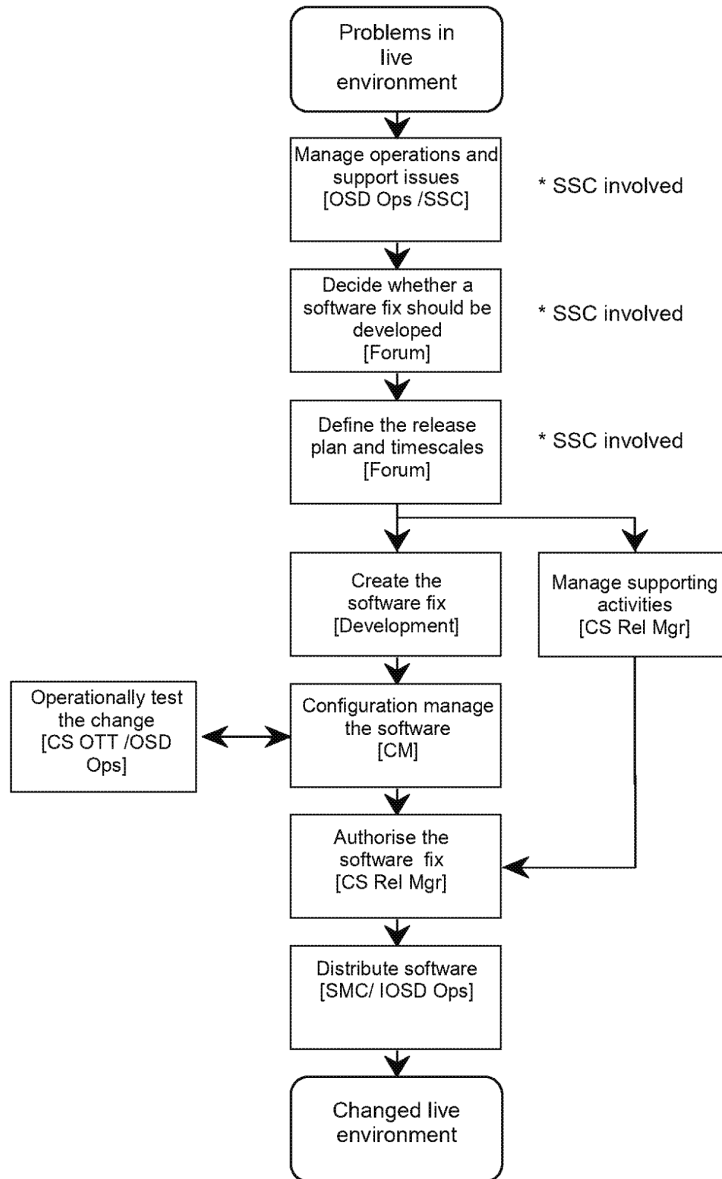 Problems in
live
environment
Manage operations and
support issues
[OSD Ops /SSC]
* SSC involved
Decide whether a
software fix should be
developed
[Forum]
* SSC involved
Define the release
plan and timescales
[Forum]
* SSC involved
Create the
software fix
[Development]
Manage supporting
activities
[CS Rel Mgr]
Operationally test
the change
[CS OTT /OSD
Ops]
Configuration manage
the software
[CM]
Authorise the
software fix
[CS Rel Mgr]
Distribute software
[SMC/ IOSD Ops]
Changed live
environment